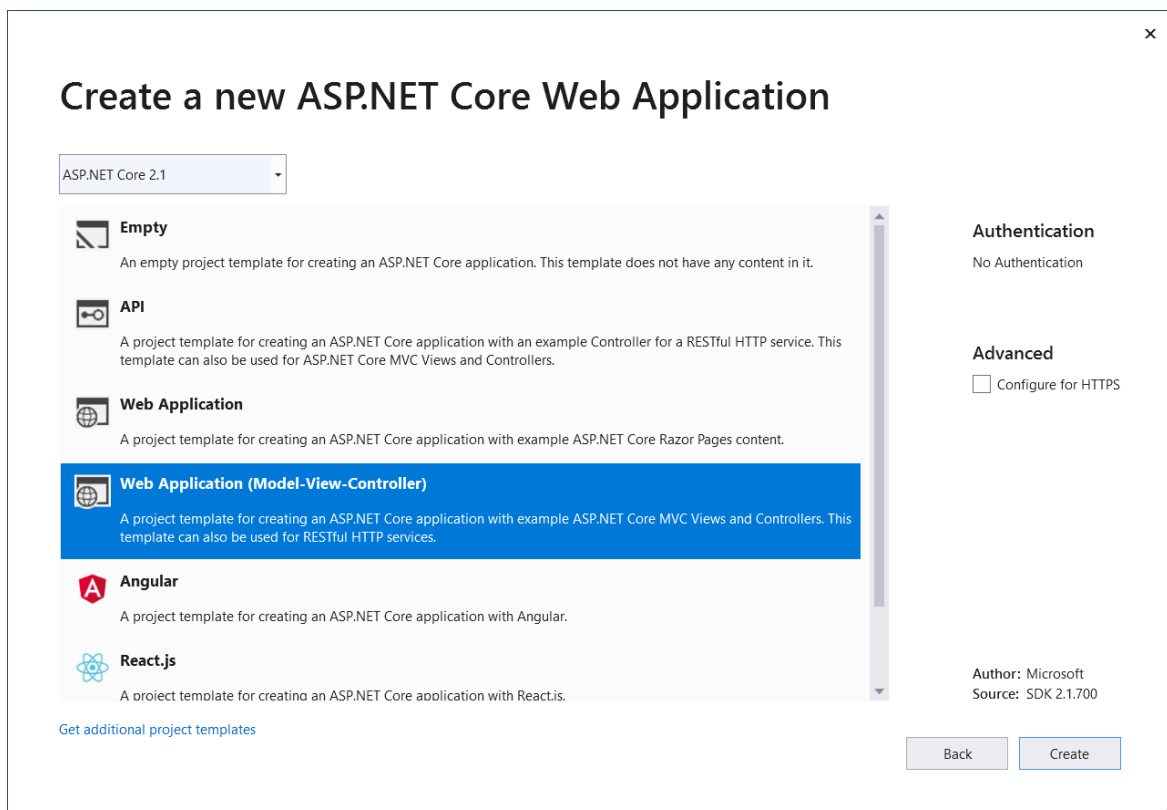 Create a new ASP.NET Core Web Application
ASP.NET Core 2.1
Empty
An empty project template for creating an ASP.NET Core application. This template does not have any content in it.
API
A project template for creating an ASP.NET Core application with an example Controller for a RESTful HTTP service. This
template can also be used for ASP.NET Core MVC Views and Controllers.
Web Application
A project template for creating an ASP.NET Core application with example ASP.NET Core Razor Pages content.
Web Application (Model-View-Controller)
A project template for creating an ASP.NET Core application with example ASP.NET Core MVC Views and Controllers. This
template can also be used for RESTful HTTP services.
Angular
A project template for creating an ASP.NET Core application with Angular.
React.js
A project template for creating an ASP.NET Core application with React.js.
Get additional project templates
Authentication
No Authentication
Advanced
Configure for HTTPS
Author: Microsoft
Source: SDK 2.1.700
Back
Create